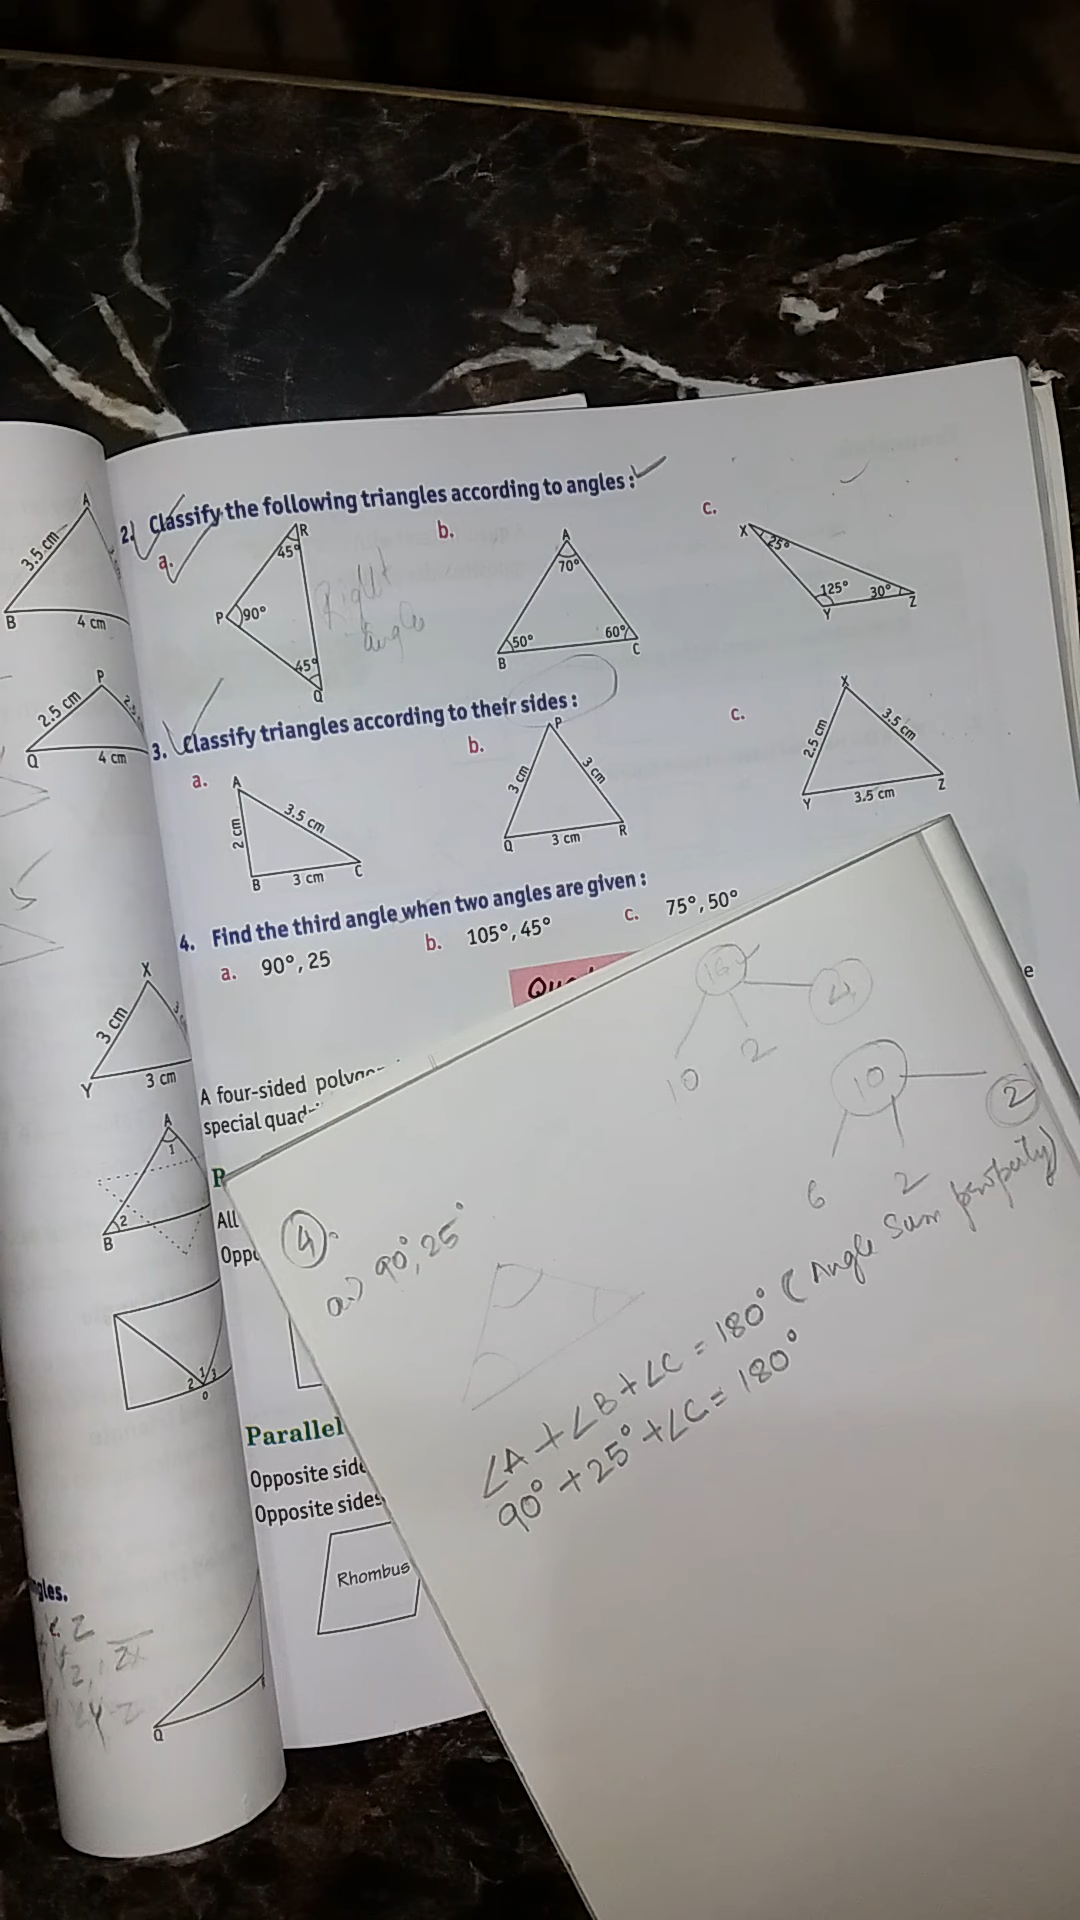 2. Classify the following triangles according to angles :
a.
b.
c.
R
45°
P
90°
45°
Q
Right
angle
A
70°
50°
60°
B
C
X
25°
125°
30°
Y
Z
3. Classify triangles according to their sides :
a.
b.
c.
A
2 cm
3.5 cm
B
3 cm
C
P
3 cm
3 cm
Q
3 cm
R
X
2.5 cm
3.5 cm
Y
3.5 cm
Z
4. Find the third angle when two angles are given :
a. 90°, 25
b. 105°, 45°
c. 75°, 50°
A four-sided
special
All
Parallel
Opposite side
Opposite sides
Rhombus
A
3.5 cm
B
4 cm
P
2.5 cm
Q
4 cm
X
3 cm
Y
3 cm
A
1
2
B
2
1
3
O
Q
16
4
10
2
10
2
6
2
4
a.) 90°, 25°
∠A + ∠B + ∠C = 180° (Angle Sum property)
90° + 25° + ∠C = 180°